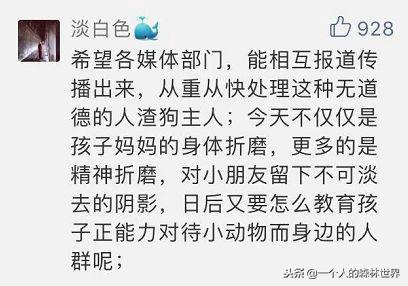 淡白色🐳
928
希望各媒体部门，能相互报道传
播出来，从重从快处理这种无道
德的人渣狗主人；今天不仅仅是
孩子妈妈的身体折磨，更多的是
精神折磨，对小朋友留下不可淡
去的阴影，日后又要怎么教育孩
子正能力对待小动物而身边的人
群呢；
头条@一个人的森林世界